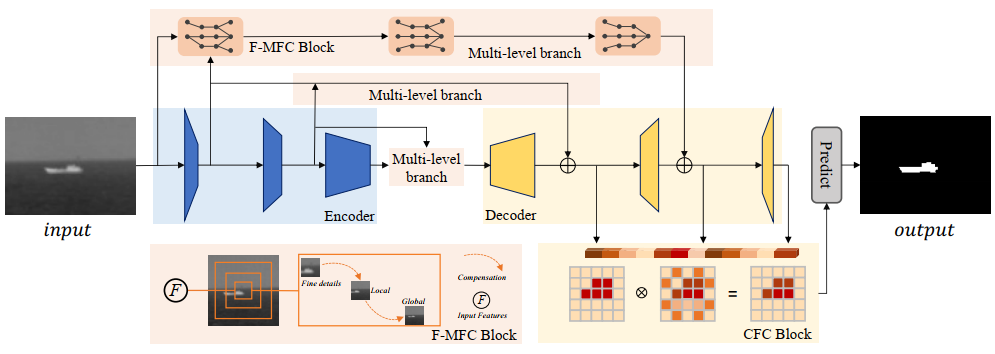 F-MFC Block
Multi-level branch
Multi-level branch
Multi-level
branch
Encoder
Decoder
Predict
input
output
F
Fine details
Local
Global
Compensation
F
Input Features
F-MFC Block
CFC Block